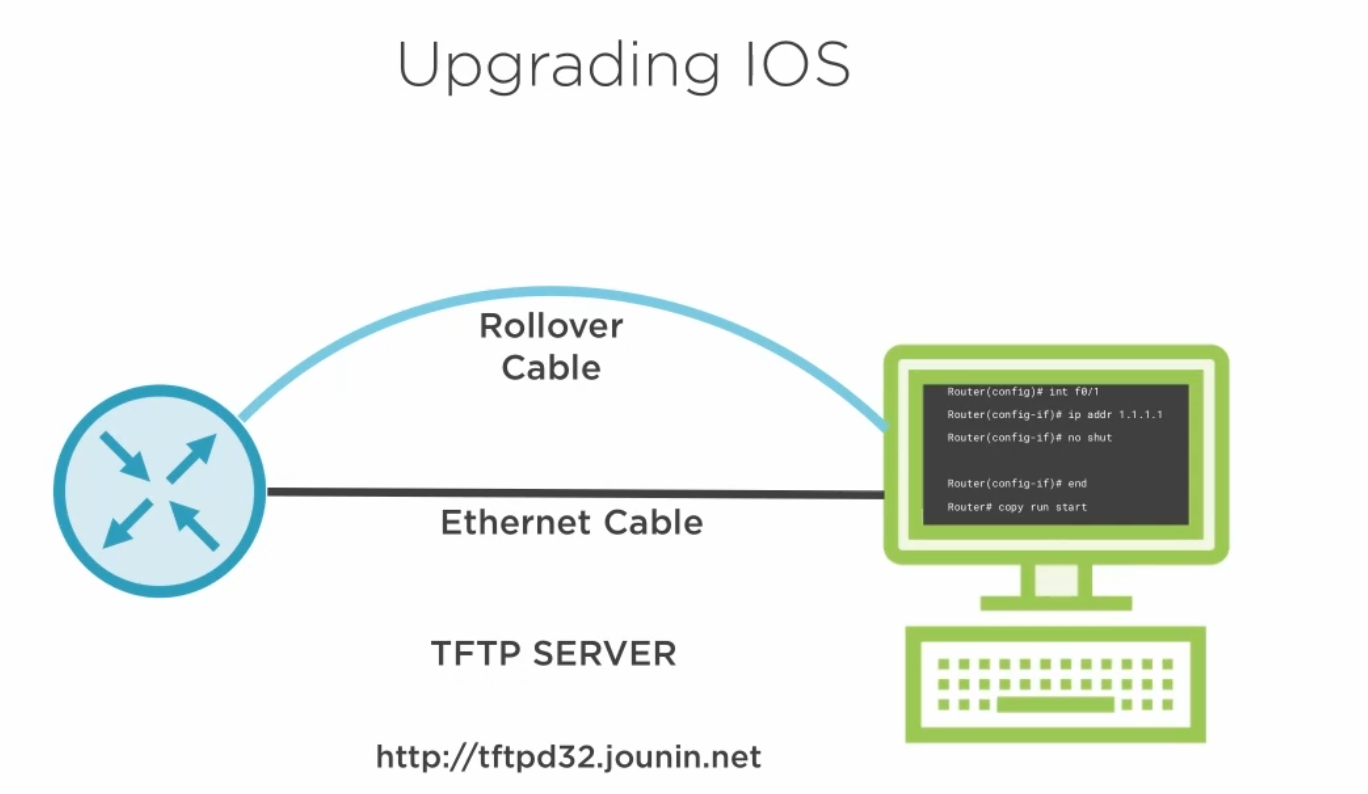 Upgrading IOS
Rollover
Cable
Router(config)# int f0/1
Router(config-if)# ip addr 1.1.1.1
Router(config-if)# no shut
Router(config-if)# end
Router# copy run start
Ethernet Cable
TFTP SERVER
http://tftpd32.jounin.net